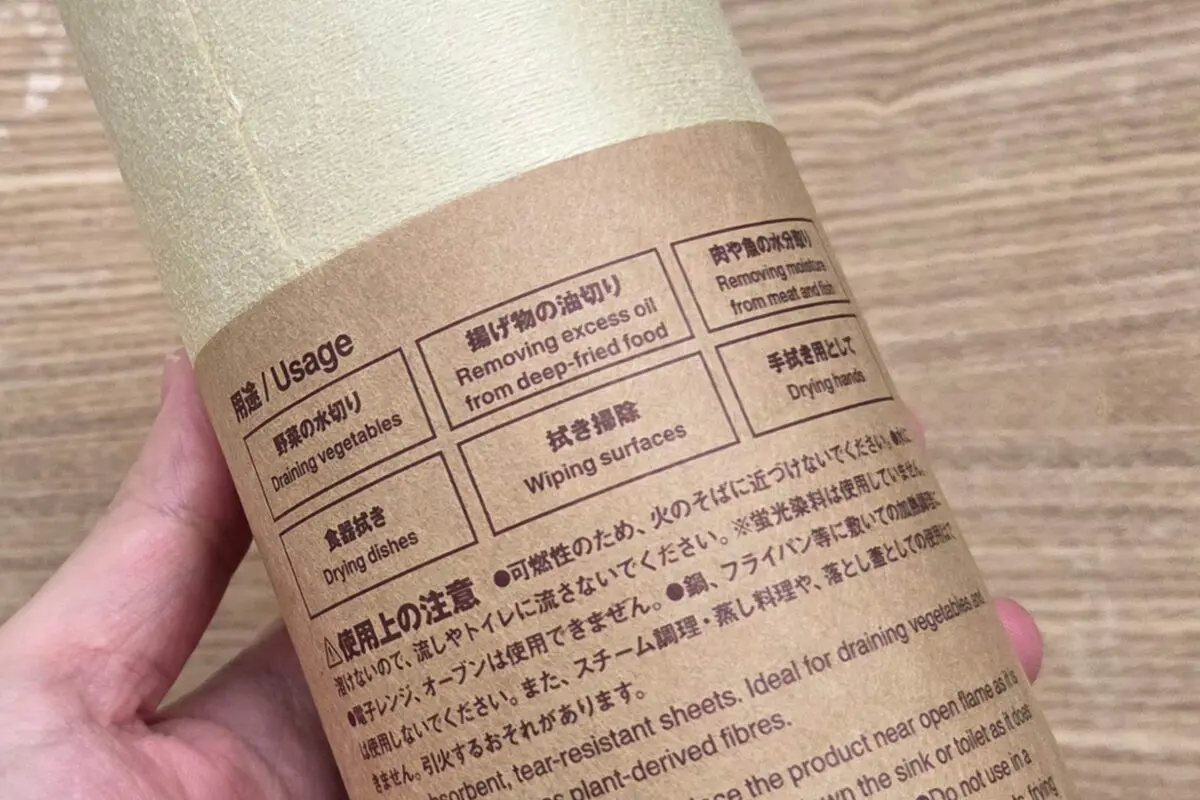 用途 / Usage
野菜の水切り
Draining vegetables
揚げ物の油切り
Removing excess oil
from deep-fried food
肉や魚の水分取り
Removing moisture
from meat and fish
食器拭き
Drying dishes
拭き掃除
Wiping surfaces
手拭き用として
Drying hands
⚠使用上の注意 ●可燃性のため、火のそばに近づけないでください。●水に
溶けないので、流しやトイレに流さないでください。※蛍光染料は使用していません。
●電子レンジ、オーブンは使用できません。●鍋、フライパン等に敷いての加熱調理に
は使用しないでください。また、スチーム調理・蒸し料理や、落とし蓋としての使用はで
きません。引火するおそれがあります。
absorbent, tear-resistant sheets. Ideal for draining vegetables and
plant-derived fibres.
the product near open flame as it is
down the sink or toilet as it does
●Do not use in a
frying